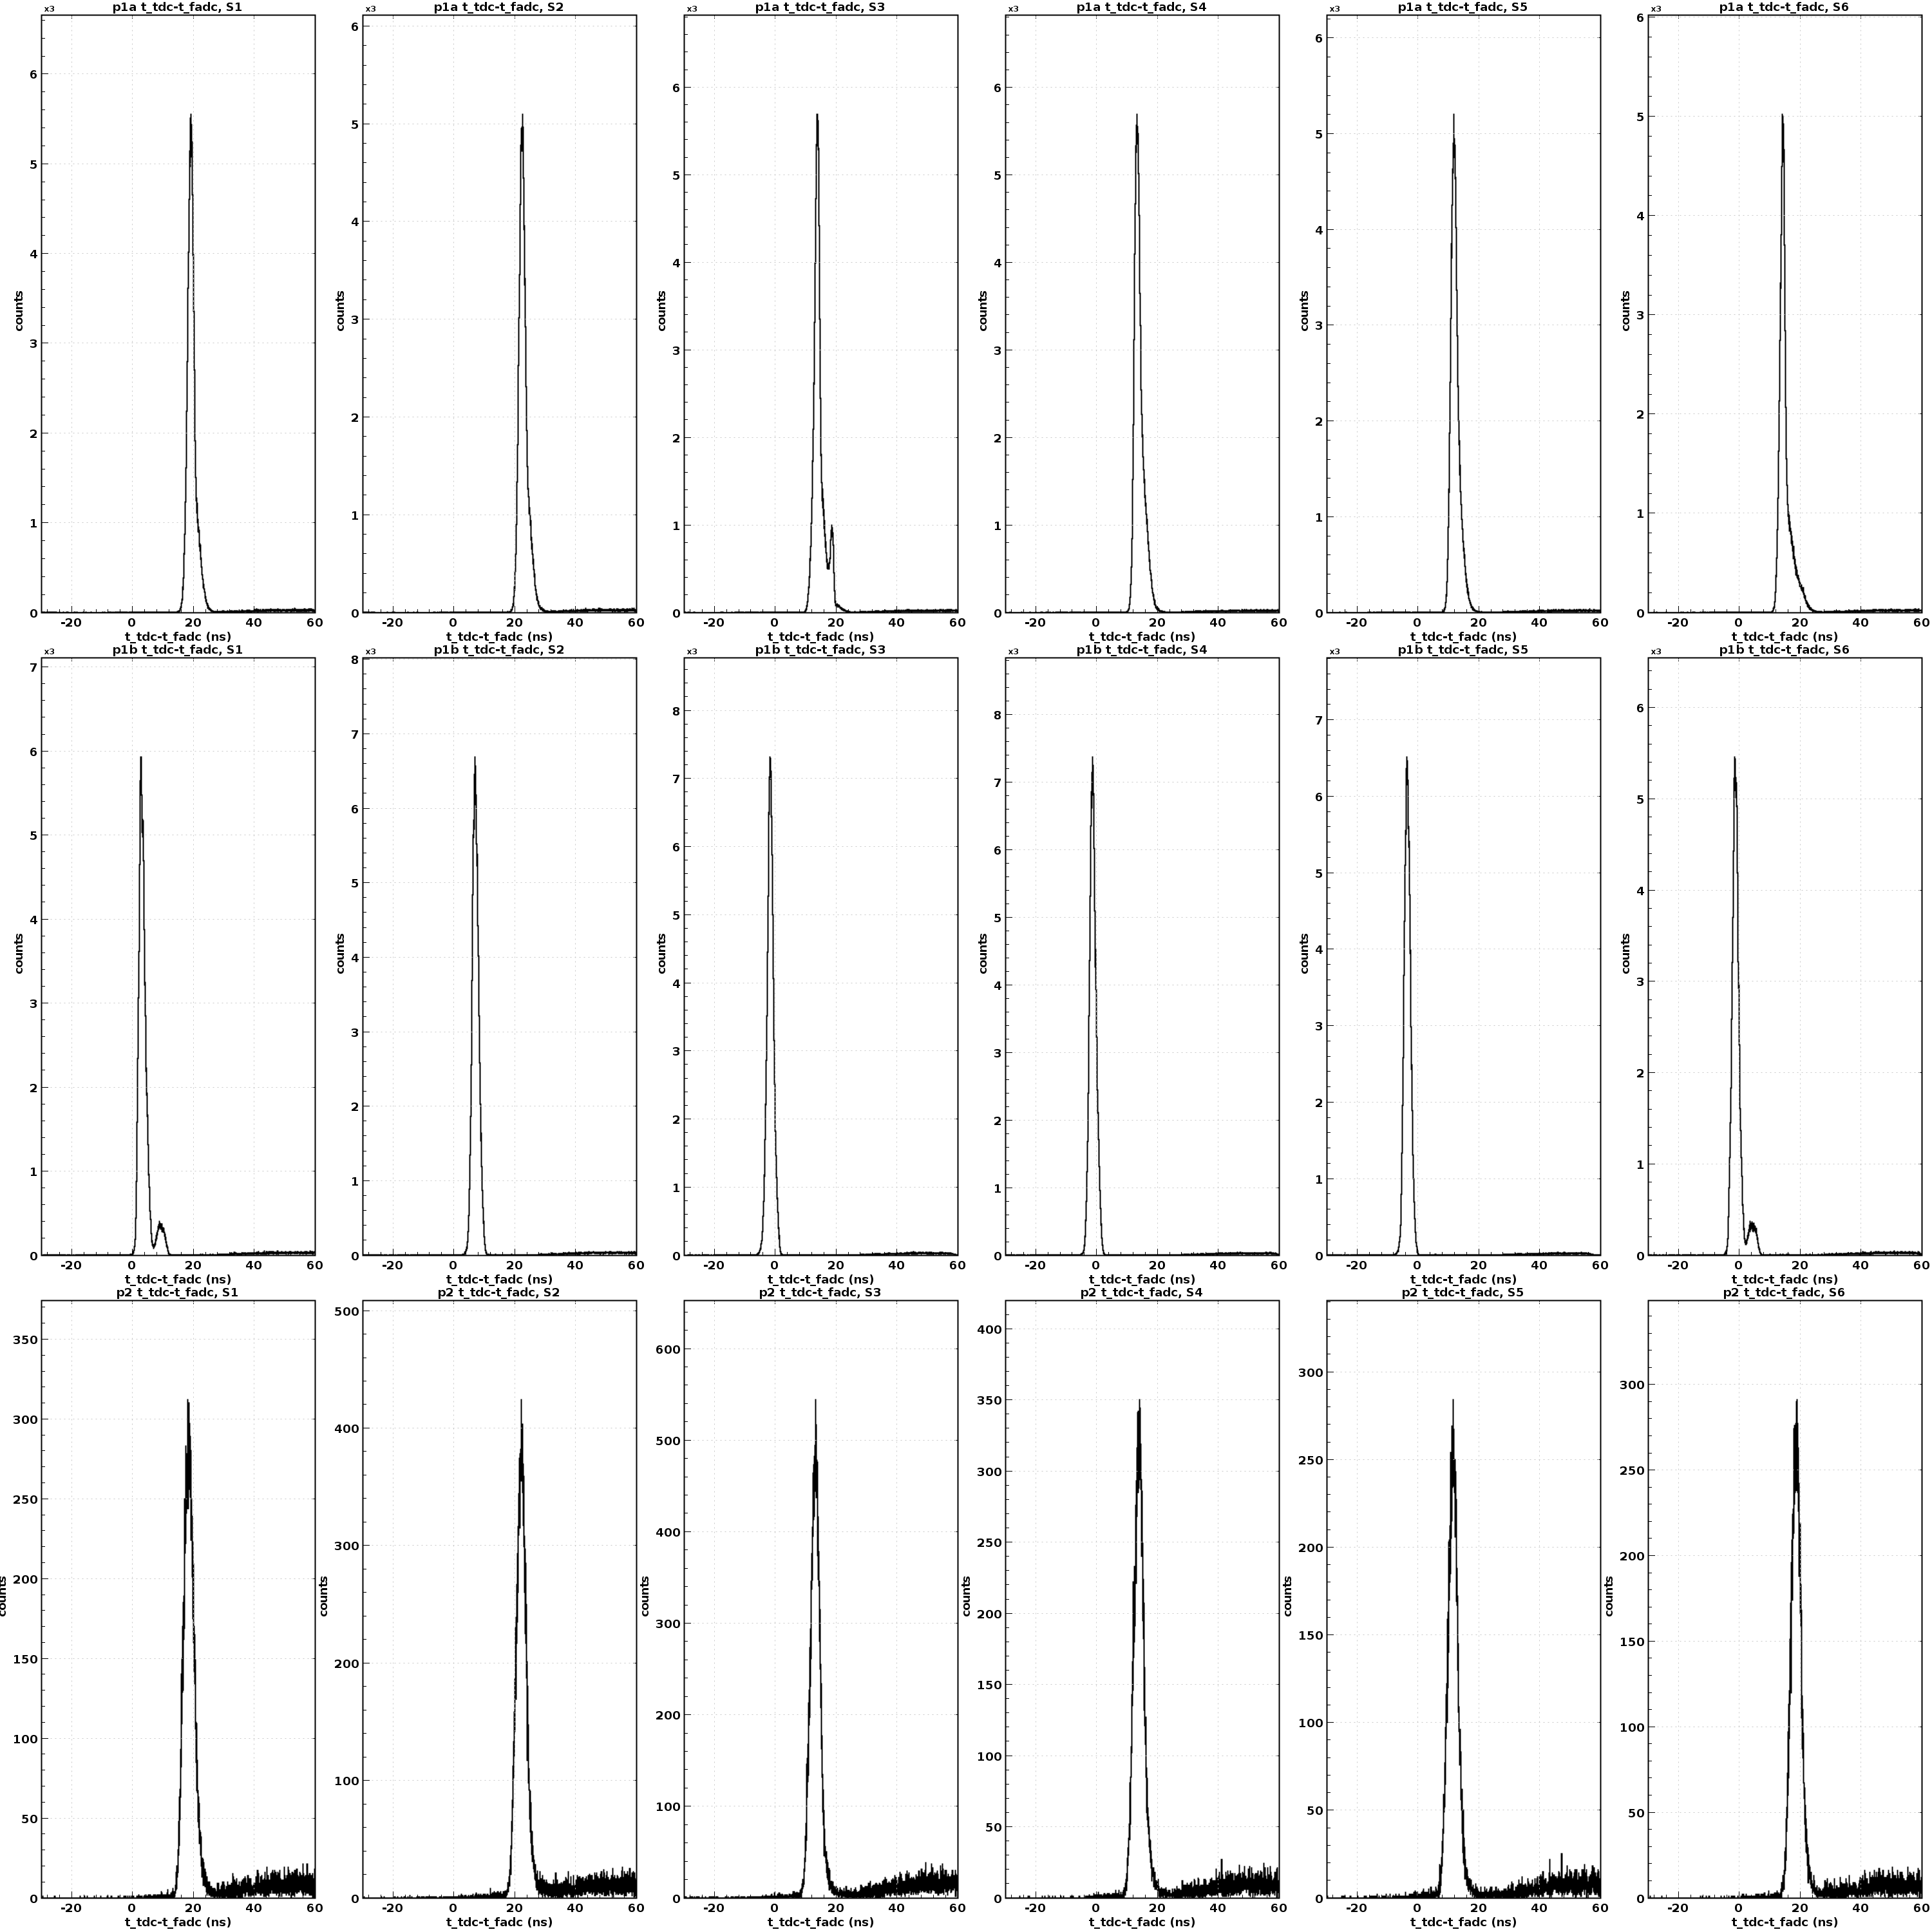 p1a t_tdc-t_fadc, S1
x3
counts
6
5
4
3
2
1
0
-20 0 20 40 60
t_tdc-t_fadc (ns)
p1a t_tdc-t_fadc, S2
x3
counts
6
5
4
3
2
1
0
-20 0 20 40 60
t_tdc-t_fadc (ns)
p1a t_tdc-t_fadc, S3
x3
counts
6
5
4
3
2
1
0
-20 0 20 40 60
t_tdc-t_fadc (ns)
p1a t_tdc-t_fadc, S4
x3
counts
6
5
4
3
2
1
0
-20 0 20 40 60
t_tdc-t_fadc (ns)
p1a t_tdc-t_fadc, S5
x3
counts
6
5
4
3
2
1
0
-20 0 20 40 60
t_tdc-t_fadc (ns)
p1a t_tdc-t_fadc, S6
x3
counts
6
5
4
3
2
1
0
-20 0 20 40 60
t_tdc-t_fadc (ns)
p1b t_tdc-t_fadc, S1
x3
counts
7
6
5
4
3
2
1
0
-20 0 20 40 60
t_tdc-t_fadc (ns)
p1b t_tdc-t_fadc, S2
x3
counts
8
7
6
5
4
3
2
1
0
-20 0 20 40 60
t_tdc-t_fadc (ns)
p1b t_tdc-t_fadc, S3
x3
counts
8
7
6
5
4
3
2
1
0
-20 0 20 40 60
t_tdc-t_fadc (ns)
p1b t_tdc-t_fadc, S4
x3
counts
8
7
6
5
4
3
2
1
0
-20 0 20 40 60
t_tdc-t_fadc (ns)
p1b t_tdc-t_fadc, S5
x3
counts
7
6
5
4
3
2
1
0
-20 0 20 40 60
t_tdc-t_fadc (ns)
p1b t_tdc-t_fadc, S6
x3
counts
6
5
4
3
2
1
0
-20 0 20 40 60
t_tdc-t_fadc (ns)
p2 t_tdc-t_fadc, S1
counts
350
300
250
200
150
100
50
0
-20 0 20 40 60
t_tdc-t_fadc (ns)
p2 t_tdc-t_fadc, S2
counts
500
400
300
200
100
0
-20 0 20 40 60
t_tdc-t_fadc (ns)
p2 t_tdc-t_fadc, S3
counts
600
500
400
300
200
100
0
-20 0 20 40 60
t_tdc-t_fadc (ns)
p2 t_tdc-t_fadc, S4
counts
400
350
300
250
200
150
100
50
0
-20 0 20 40 60
t_tdc-t_fadc (ns)
p2 t_tdc-t_fadc, S5
counts
300
250
200
150
100
50
0
-20 0 20 40 60
t_tdc-t_fadc (ns)
p2 t_tdc-t_fadc, S6
counts
300
250
200
150
100
50
0
-20 0 20 40 60
t_tdc-t_fadc (ns)